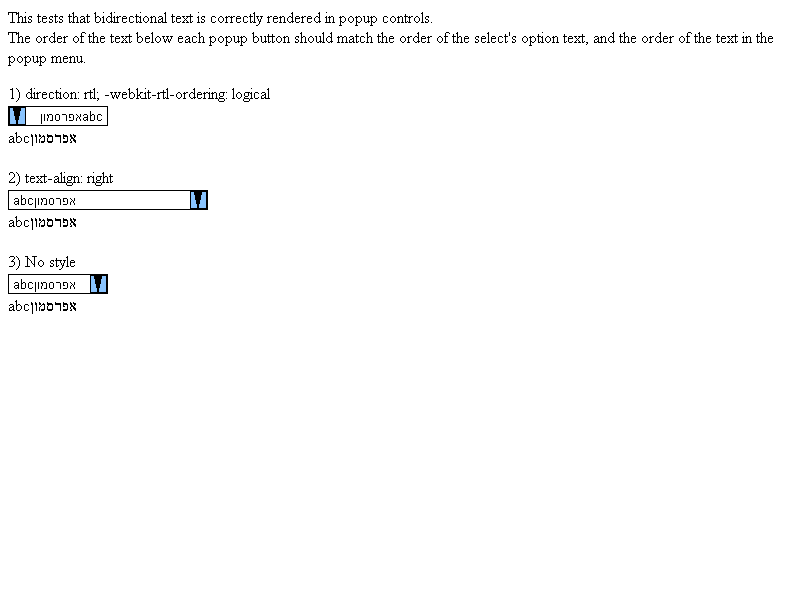 This tests that bidirectional text is correctly rendered in popup controls.
The order of the text below each popup button should match the order of the select's option text, and the order of the text in the
popup menu.
1) direction: rtl; -webkit-rtl-ordering: logical
abcאפרסמון
abcאפרסמון
2) text-align: right
abcאפרסמון
abcאפרסמון
3) No style
abcאפרסמון
abcאפרסמון